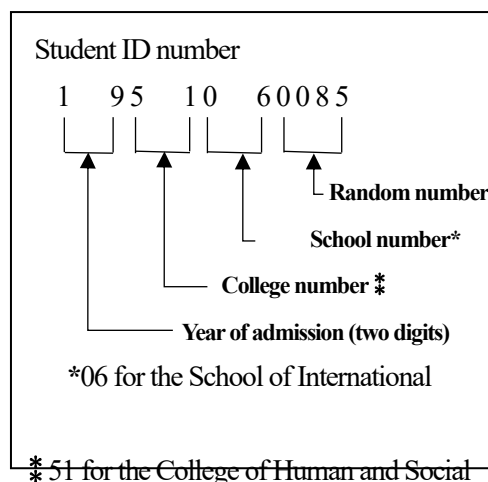 Student ID number
1 9 5 1 0 6 0 0 8 5
Random number
School number*
College number ⁑
Year of admission (two digits)
*06 for the School of International
⁑ 51 for the College of Human and Social